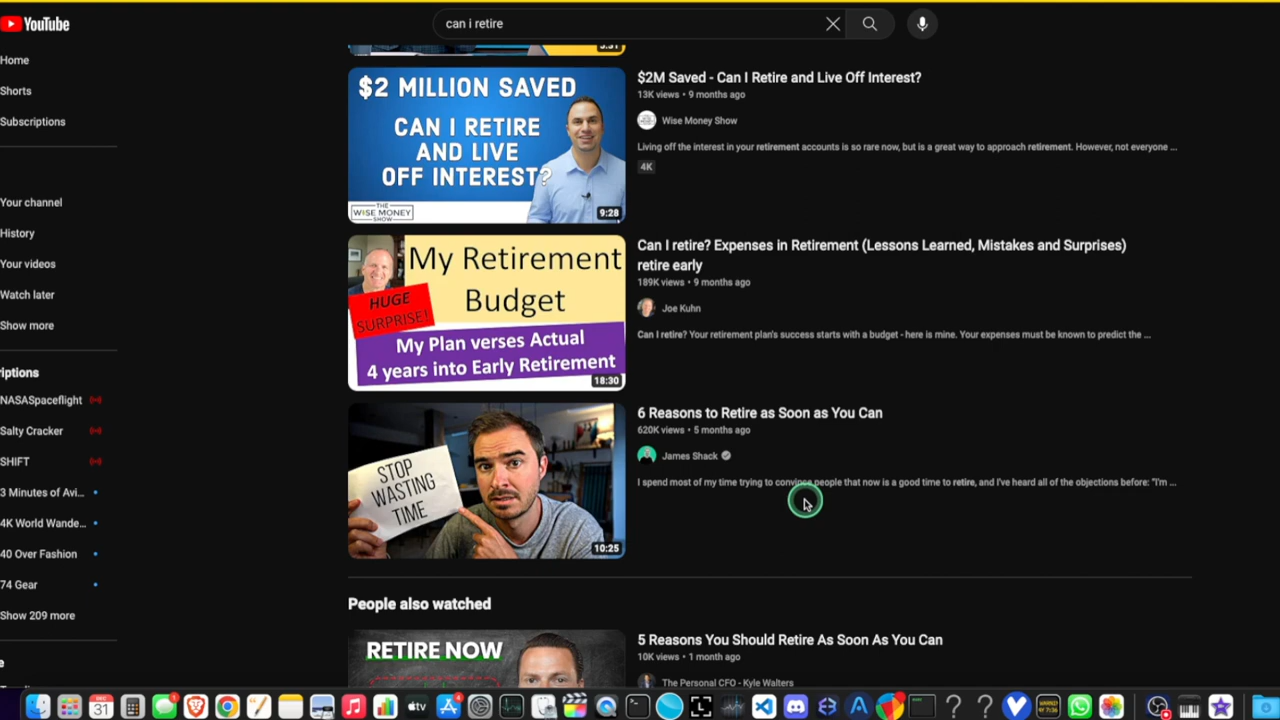 YouTube
can i retire
Home
Shorts
Subscriptions
Your channel
History
Your videos
Watch later
Show more
riptions
NASASpaceflight
Salty Cracker
SHIFT
3 Minutes of Avi...
4K World Wande...
40 Over Fashion
74 Gear
Show 209 more
e
$2 MILLION SAVED
CAN I RETIRE
AND LIVE
OFF INTEREST?
THE
WISE MONEY
SHOW
9:28
$2M Saved - Can I Retire and Live Off Interest?
13K views • 9 months ago
Wise Money Show
Living off the interest in your retirement accounts is so rare now, but is a great way to approach retirement. However, not everyone ...
4K
My Retirement
Budget
HUGE
SURPRISE!
My Plan verses Actual
4 years into Early Retirement
18:30
Can I retire? Expenses in Retirement (Lessons Learned, Mistakes and Surprises)
retire early
189K views • 9 months ago
Joe Kuhn
Can I retire? Your retirement plan's success starts with a budget - here is mine. Your expenses must be known to predict the ...
STOP
WASTING
TIME
10:25
6 Reasons to Retire as Soon as You Can
620K views • 5 months ago
James Shack
I spend most of my time trying to convince people that now is a good time to retire, and I've heard all of the objections before: "I'm ...
People also watched
RETIRE NOW
5 Reasons You Should Retire As Soon As You Can
10K views • 1 month ago
The Personal CFO - Kyle Walters
DEC
31
1
tv
4